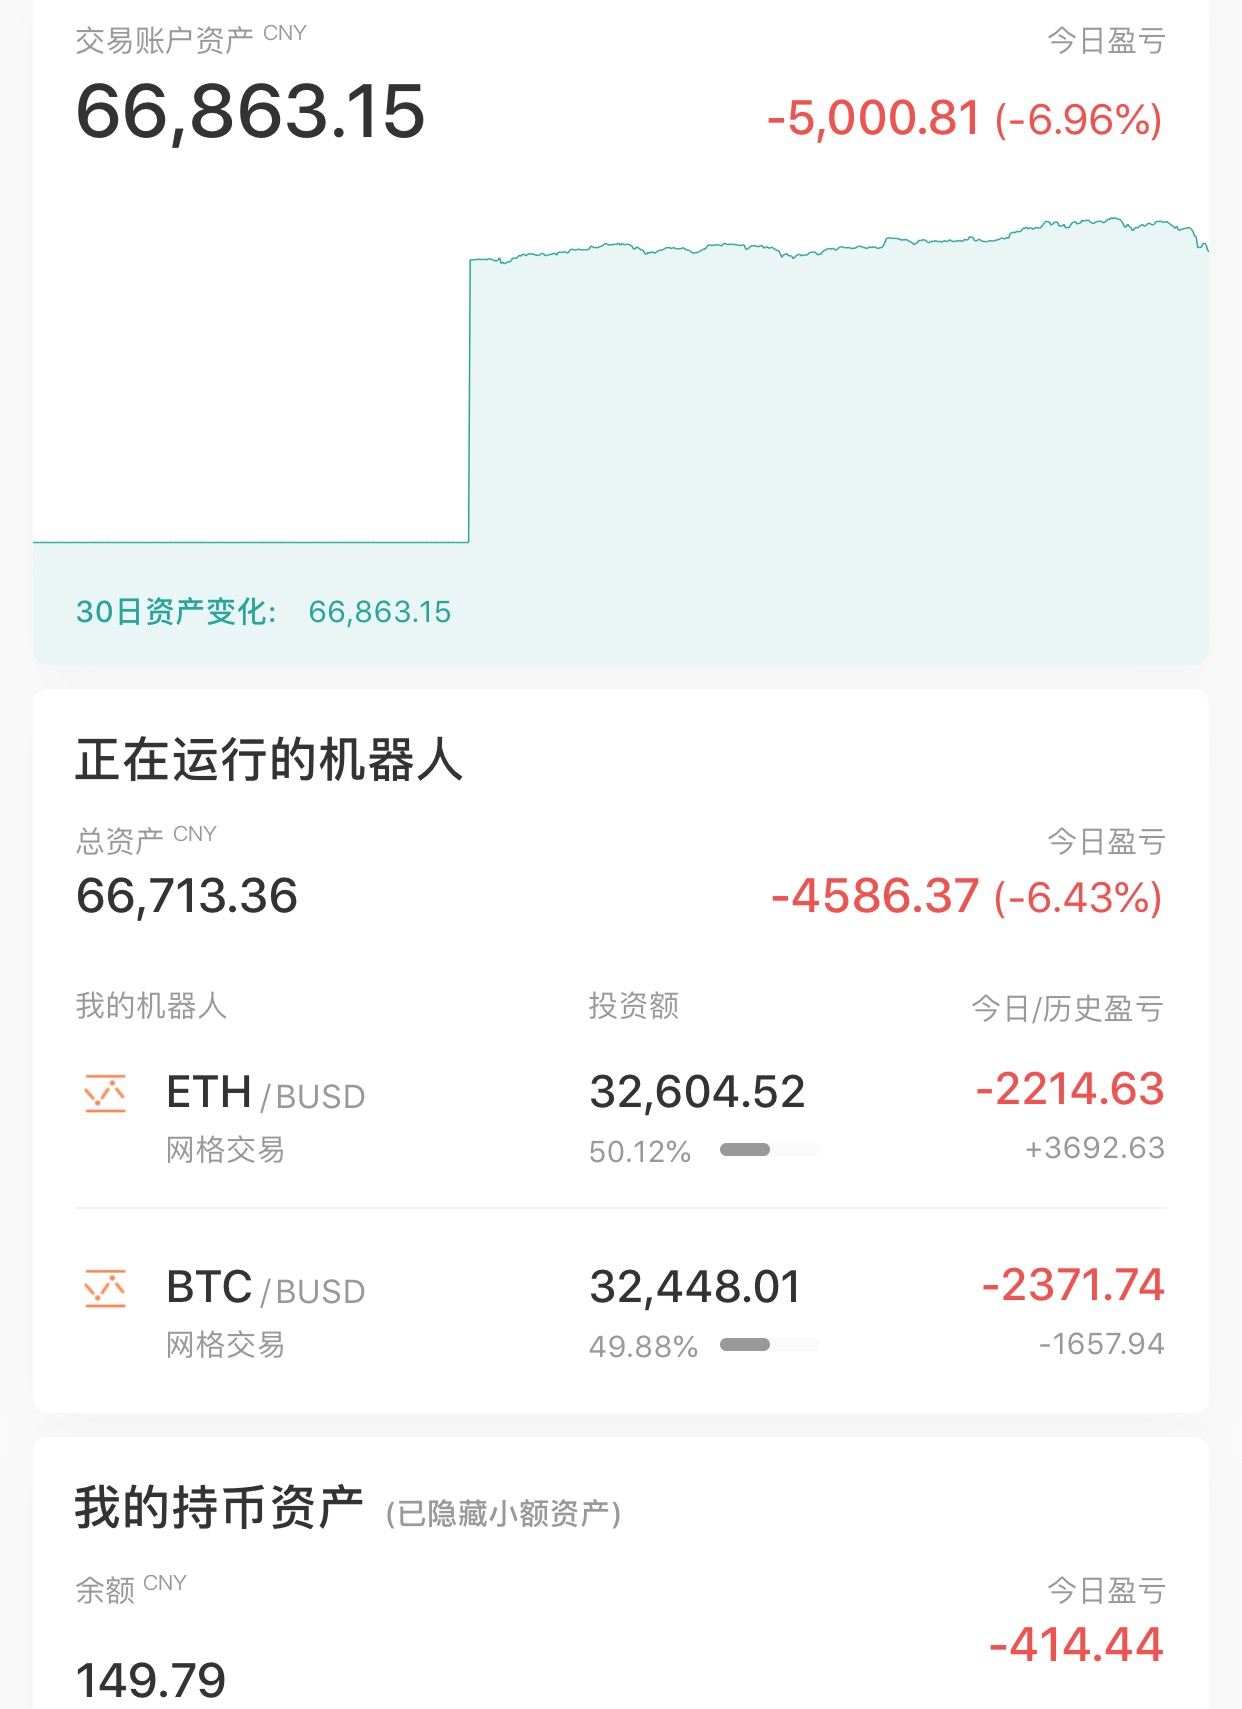 交易账户资产 CNY 今日盈亏
66,863.15 -5,000.81 (-6.96%)
30日资产变化: 66,863.15
正在运行的机器人
总资产 CNY 今日盈亏
66,713.36 -4586.37 (-6.43%)
我的机器人 投资额 今日/历史盈亏
ETH /BUSD 32,604.52 -2214.63
网格交易 50.12% +3692.63
BTC /BUSD 32,448.01 -2371.74
网格交易 49.88% -1657.94
我的持币资产 (已隐藏小额资产)
余额 CNY 今日盈亏
149.79 -414.44